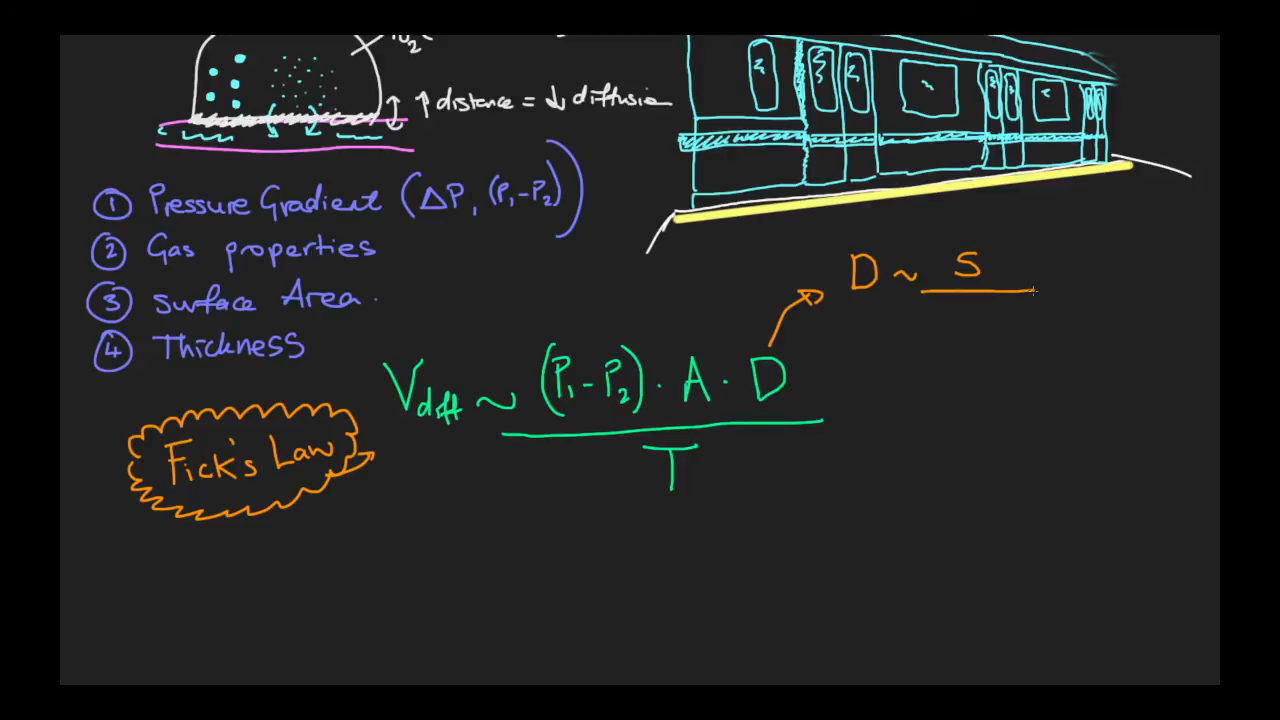 ↑ distance = ↓ diffusion
① Pressure Gradient (ΔP, (P₁-P₂))
② Gas properties
③ Surface Area.
④ Thickness
D ~ S
Vdiff ~ (P₁-P₂) · A · D
T
Fick's Law